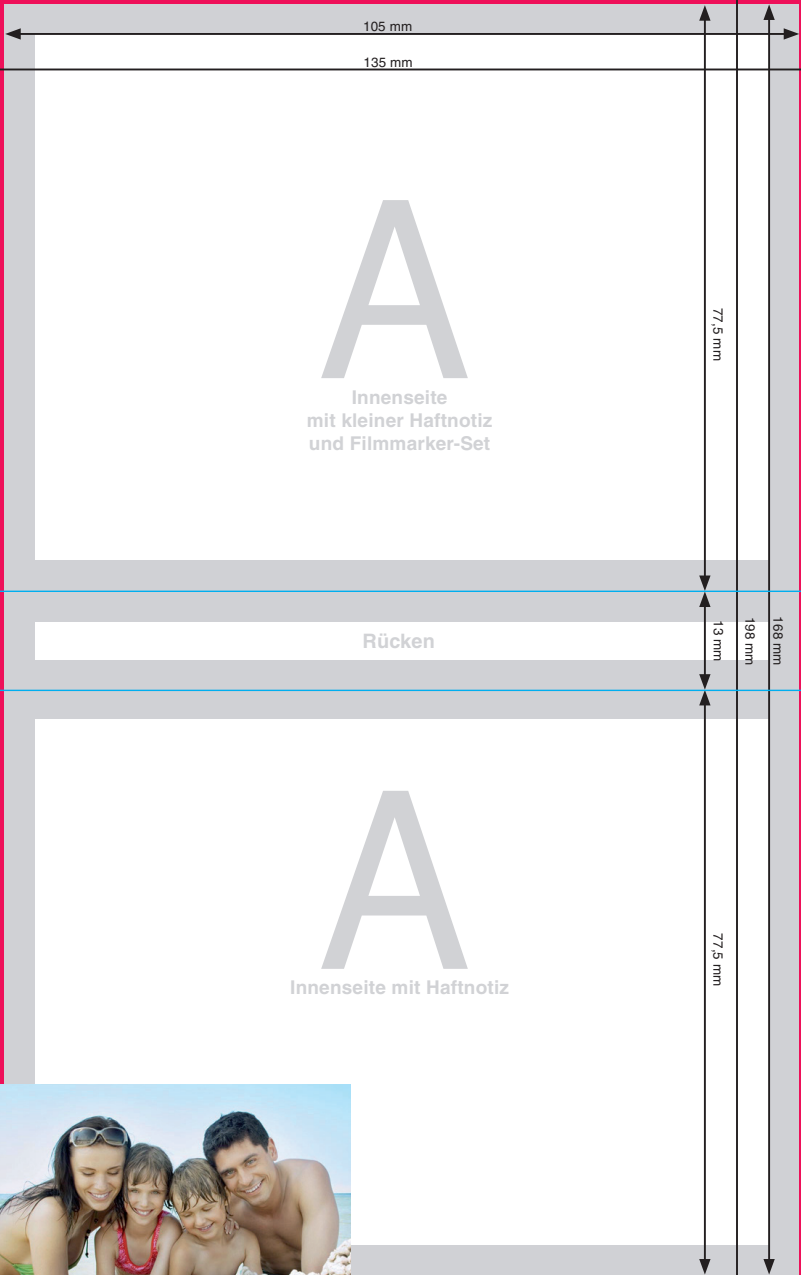 105 mm
135 mm
A
77,5 mm
Innenseite
mit kleiner Haftnotiz
und Filmmarker-Set
Rücken
13 mm
198 mm
168 mm
A
77,5 mm
Innenseite mit Haftnotiz